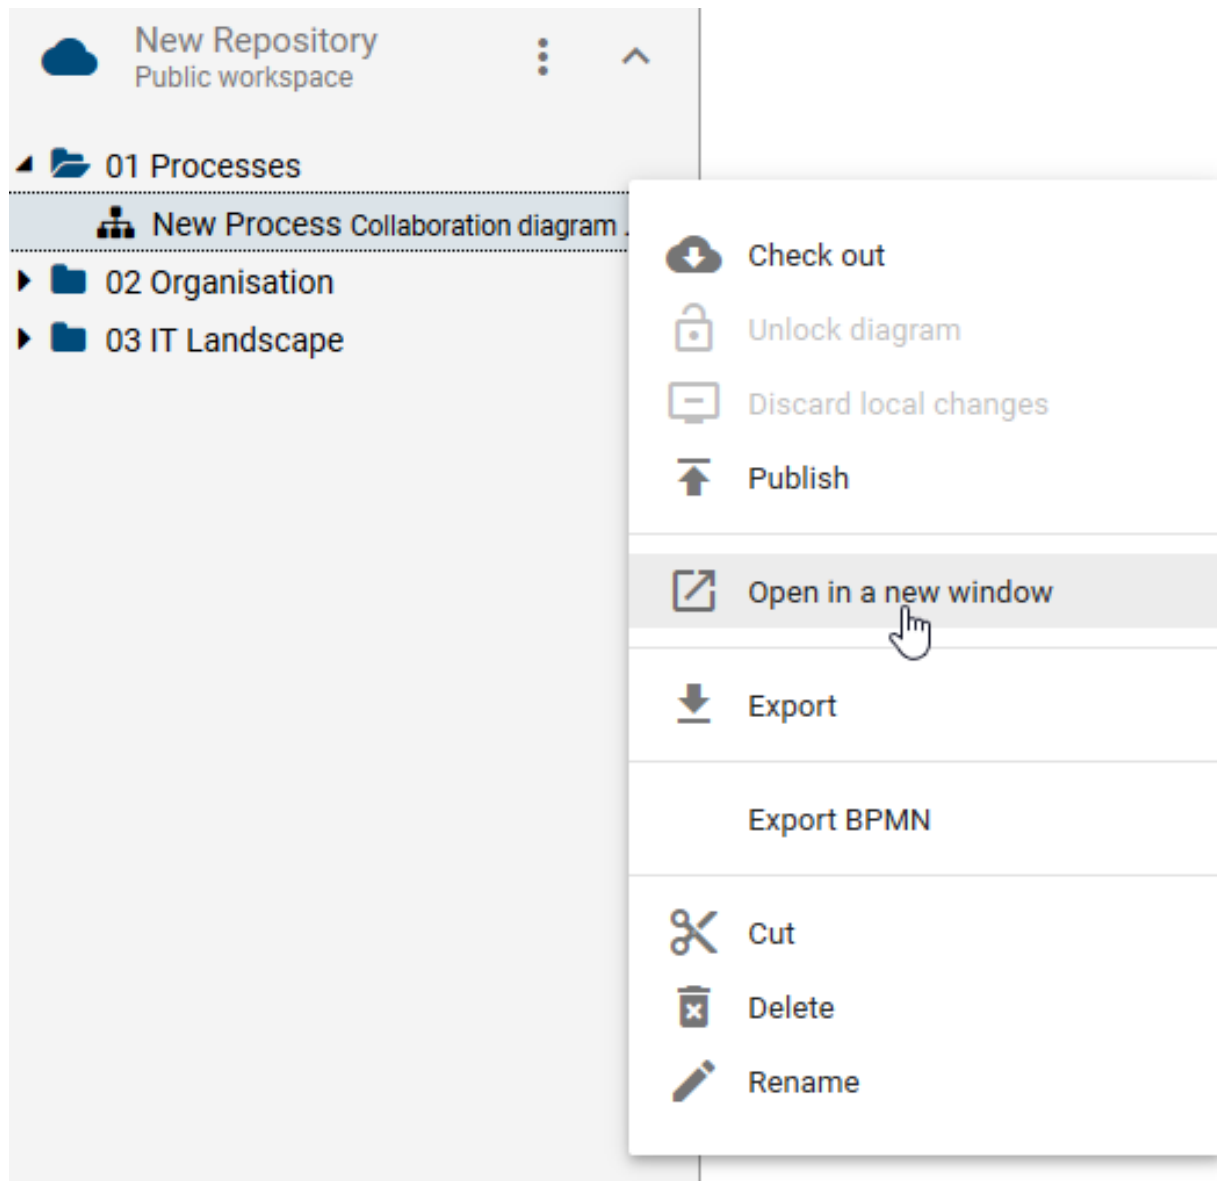 New Repository
Public workspace
01 Processes
New Process Collaboration diagram .
02 Organisation
03 IT Landscape
Check out
Unlock diagram
Discard local changes
Publish
Open in a new window
Export
Export BPMN
Cut
Delete
Rename